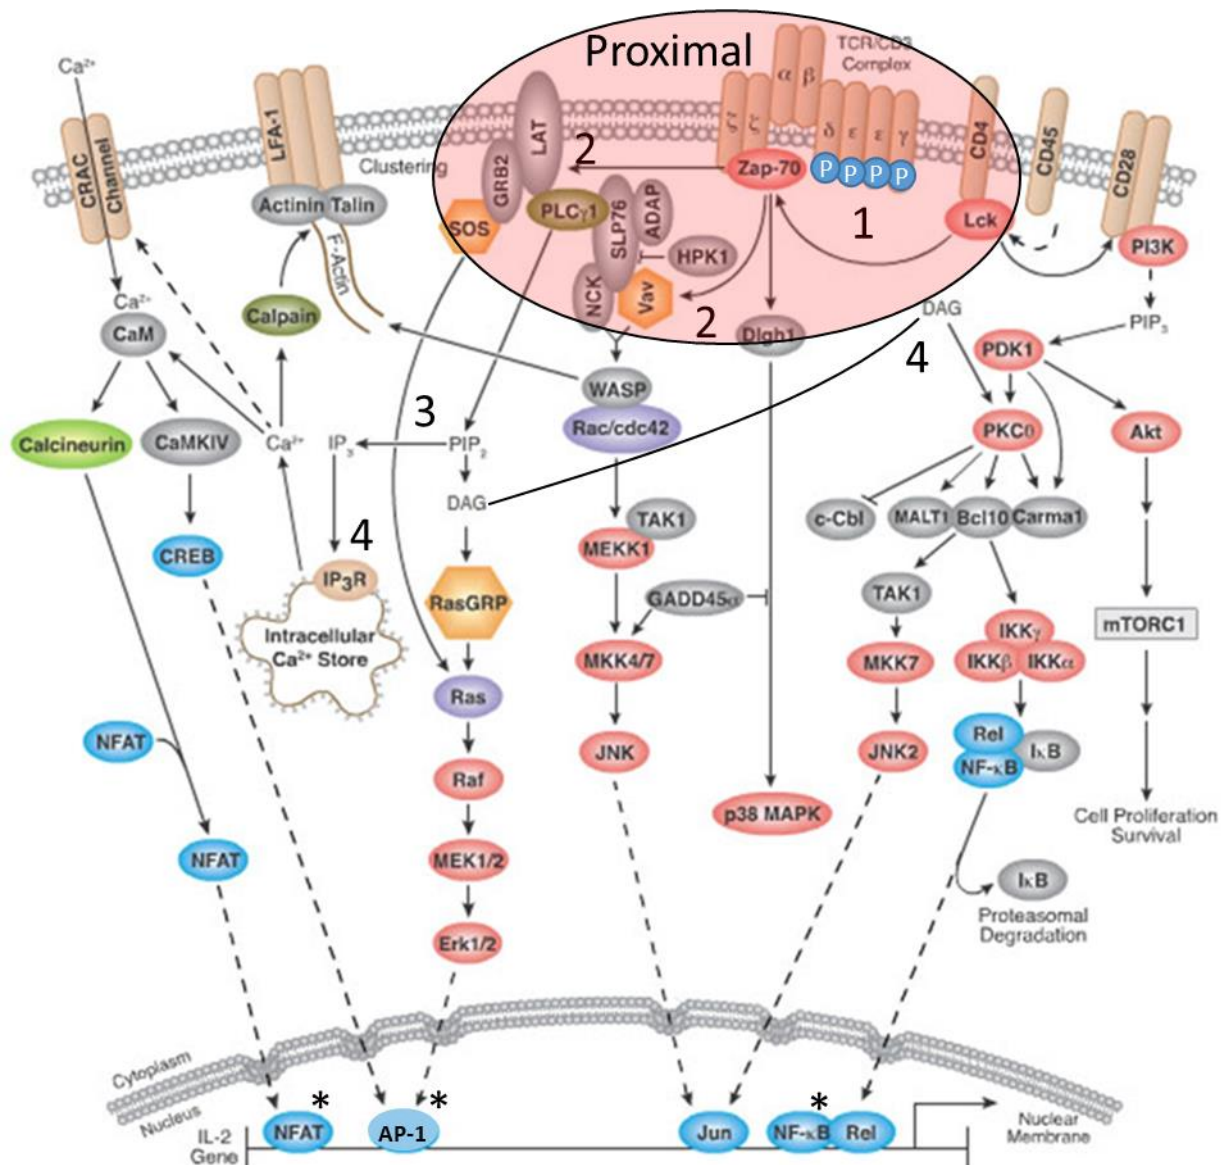 Proximal
TCR/CD3
Complex
Ca²⁺
CRAC
Channel
LFA-1
Clustering
LAT
GRB2
2
ζ
ζ
α
β
δ
ε
ε
γ
CD4
CD45
CD28
Zap-70
P
P
P
P
Actinin
Talin
SOS
PLCγ1
SLP76
ADAP
1
Lck
PI3K
F-Actin
HPK1
NCK
Vav
2
Ca²⁺
CaM
Calpain
Dlgh1
DAG
PIP₃
4
PDK1
WASP
Rac/cdc42
3
Calcineurin
CaMKIV
Ca²⁺
IP₃
PIP₂
PKCθ
Akt
DAG
c-Cbl
MALT1
Bcl10
Carma1
4
TAK1
MEKK1
CREB
IP₃R
RasGRP
GADD45α
TAK1
Intracellular
Ca²⁺ Store
MKK4/7
MKK7
IKKγ
IKKβ
IKKα
mTORC1
Ras
NFAT
JNK
JNK2
Rel
NF-κB
IκB
Raf
p38 MAPK
Cell Proliferation
Survival
NFAT
MEK1/2
IκB
Proteasomal
Degradation
Erk1/2
Cytoplasm
Nucleus
IL-2
Gene
NFAT
*
AP-1
*
Jun
NF-κB
*
Rel
Nuclear
Membrane